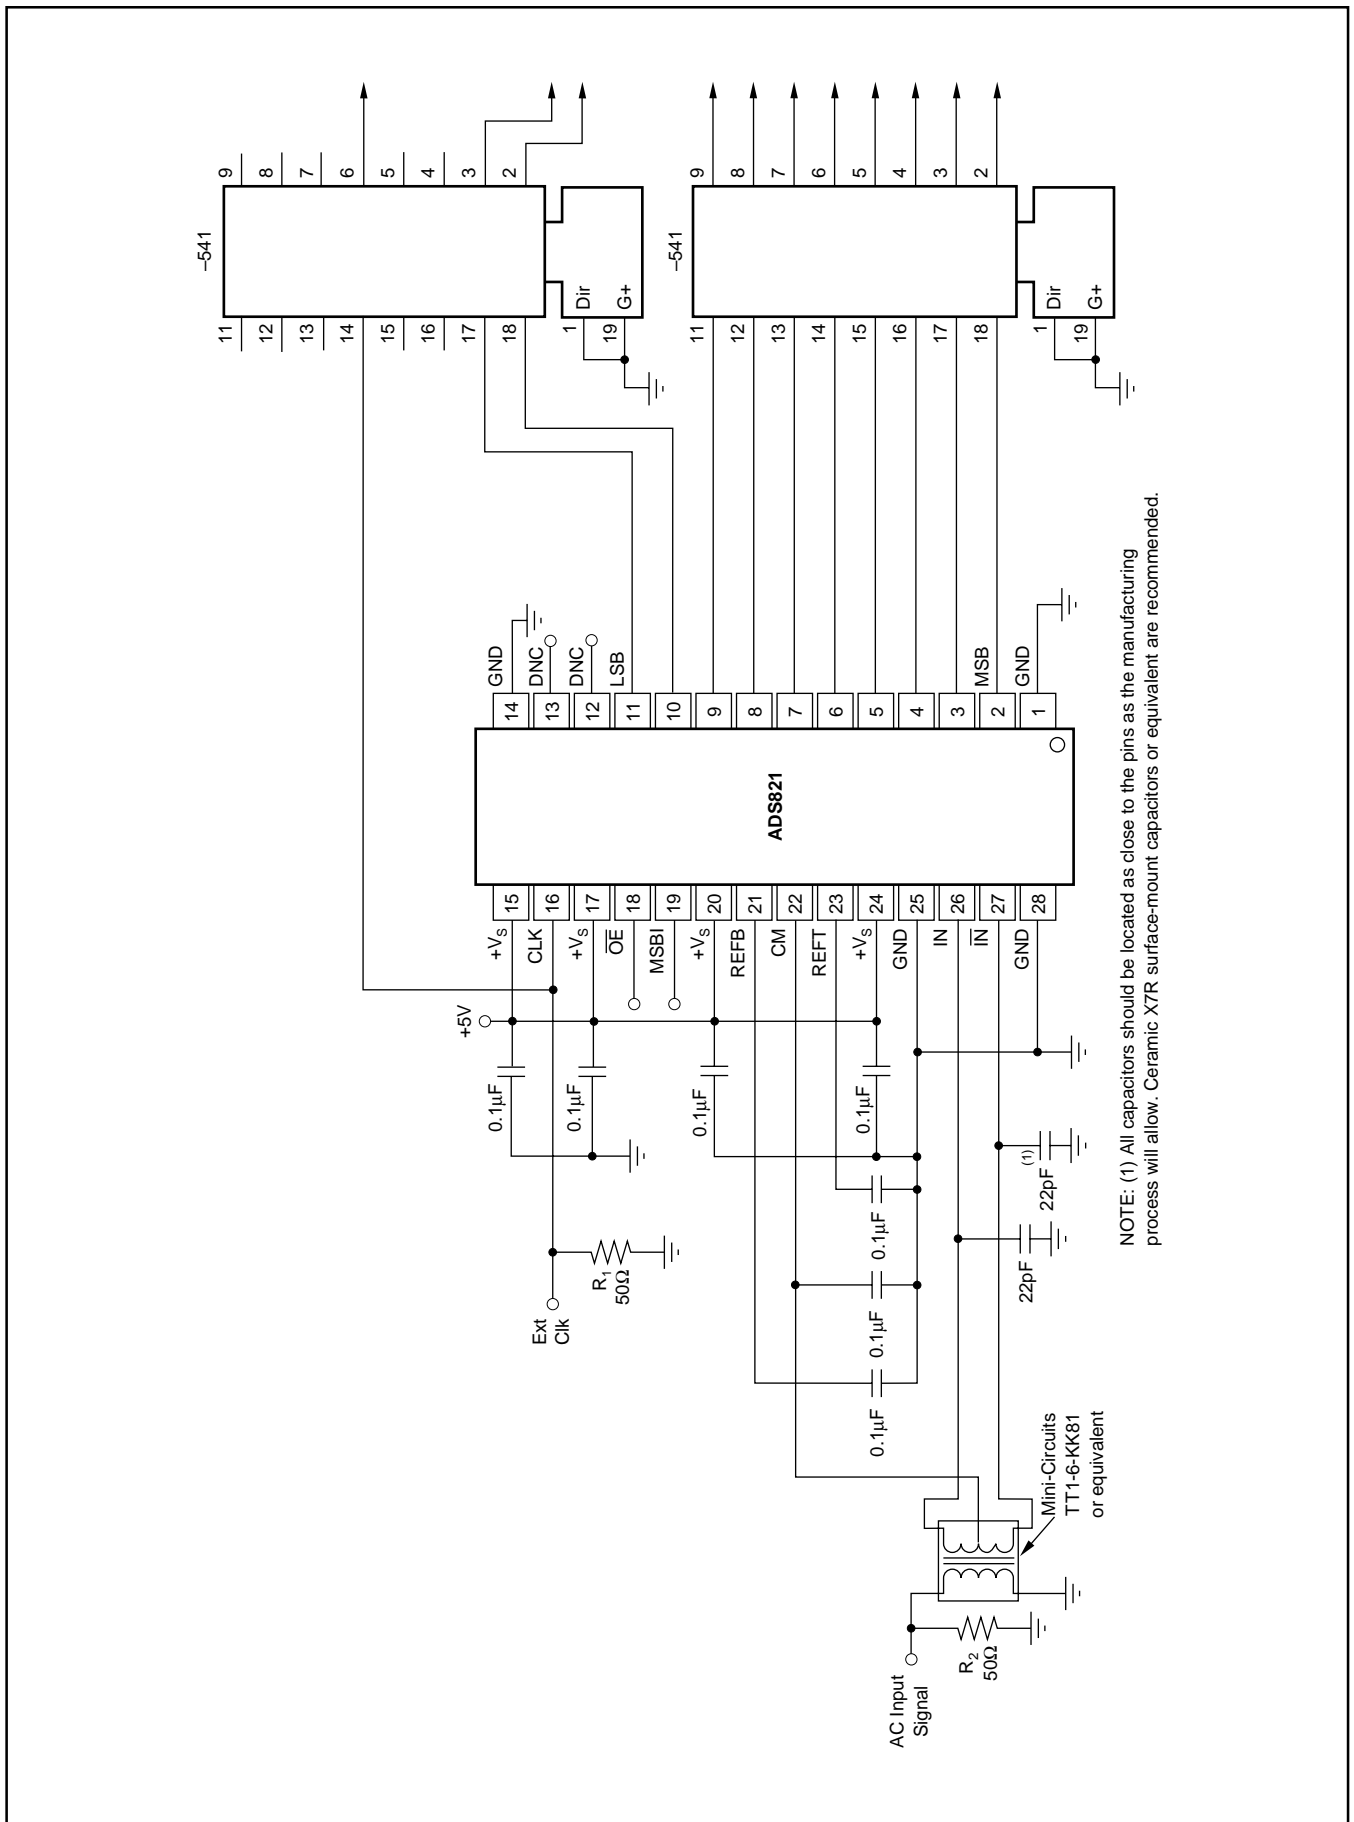 –541
9
8
7
6
5
4
3
2
11
12
13
14
15
16
17
18
1
19
Dir
G+
–541
9
8
7
6
5
4
3
2
11
12
13
14
15
16
17
18
1
19
Dir
G+
GND
DNC
DNC
LSB
MSB
GND
14
13
12
11
10
9
8
7
6
5
4
3
2
1
ADS821
15
16
17
18
19
20
21
22
23
24
25
26
27
28
+VS
CLK
+VS
OE
MSBI
+VS
REFB
CM
REFT
+VS
GND
IN
IN
GND
+5V
0.1µF
0.1µF
0.1µF
0.1µF
0.1µF
0.1µF
0.1µF
(1)
22pF
22pF
R1
50Ω
Ext
Clk
Mini-Circuits
TT1-6-KK81
or equivalent
R2
50Ω
AC Input
Signal
NOTE: (1) All capacitors should be located as close to the pins as the manufacturing
process will allow. Ceramic X7R surface-mount capacitors or equivalent are recommended.